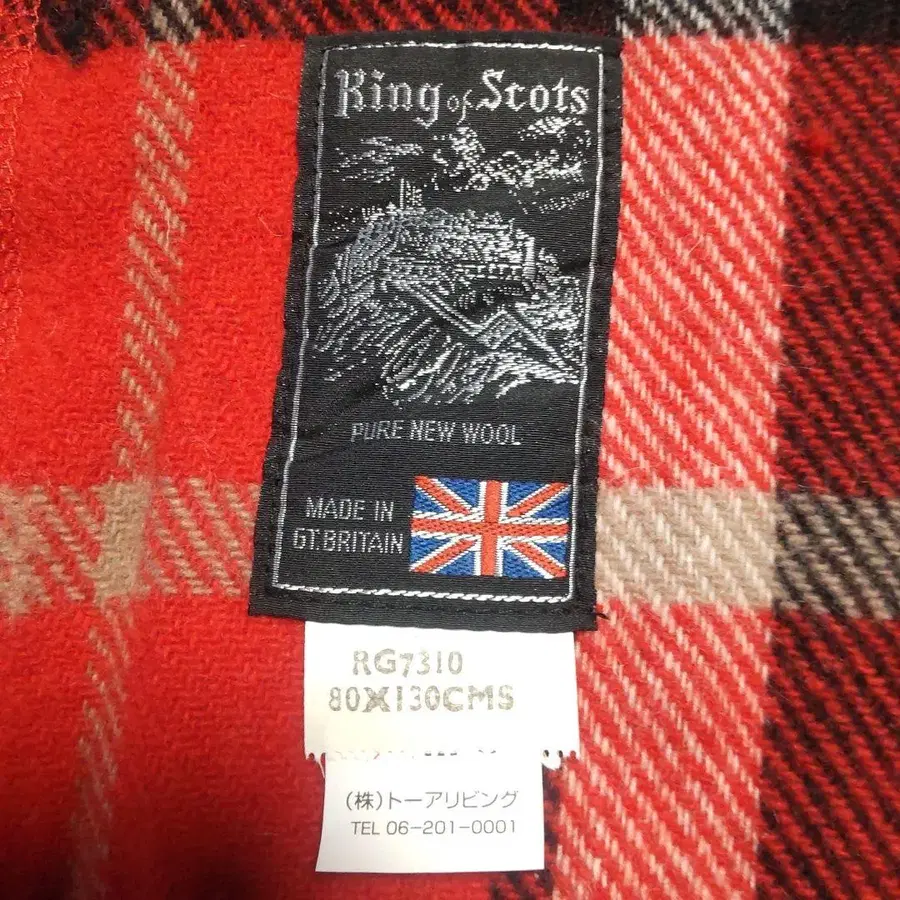 King of Scots
PURE NEW WOOL
MADE IN
GT. BRITAIN
RG7310
80X130CMS
(株)トーアリビング
TEL 06-201-0001